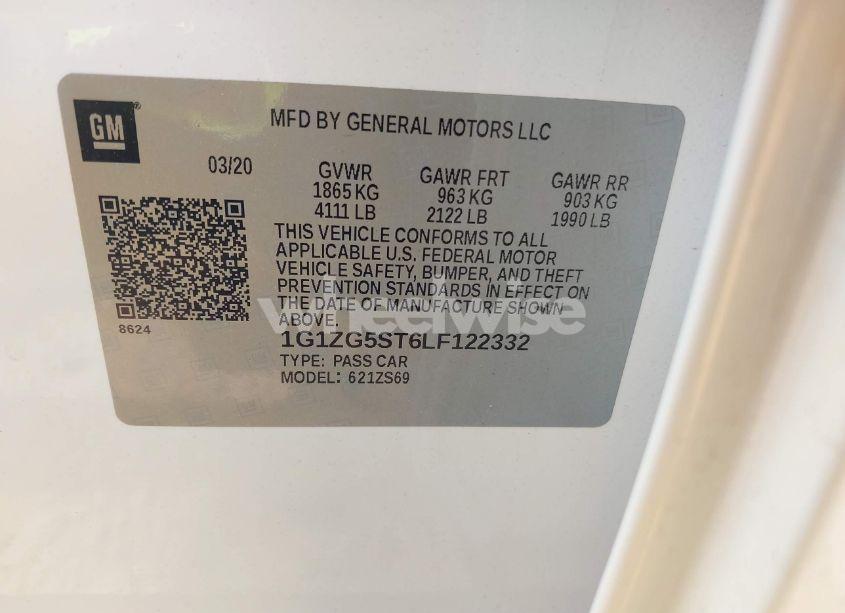 GM
MFD BY GENERAL MOTORS LLC
03/20
GVWR
1865 KG
4111 LB
GAWR FRT
963 KG
2122 LB
GAWR RR
903 KG
1990 LB
THIS VEHICLE CONFORMS TO ALL
APPLICABLE U.S. FEDERAL MOTOR
VEHICLE SAFETY, BUMPER, AND THEFT
PREVENTION STANDARDS IN EFFECT ON
THE DATE OF MANUFACTURE SHOWN
ABOVE.
wheelwise
8624
1G1ZG5ST6LF122332
TYPE: PASS CAR
MODEL: 621ZS69